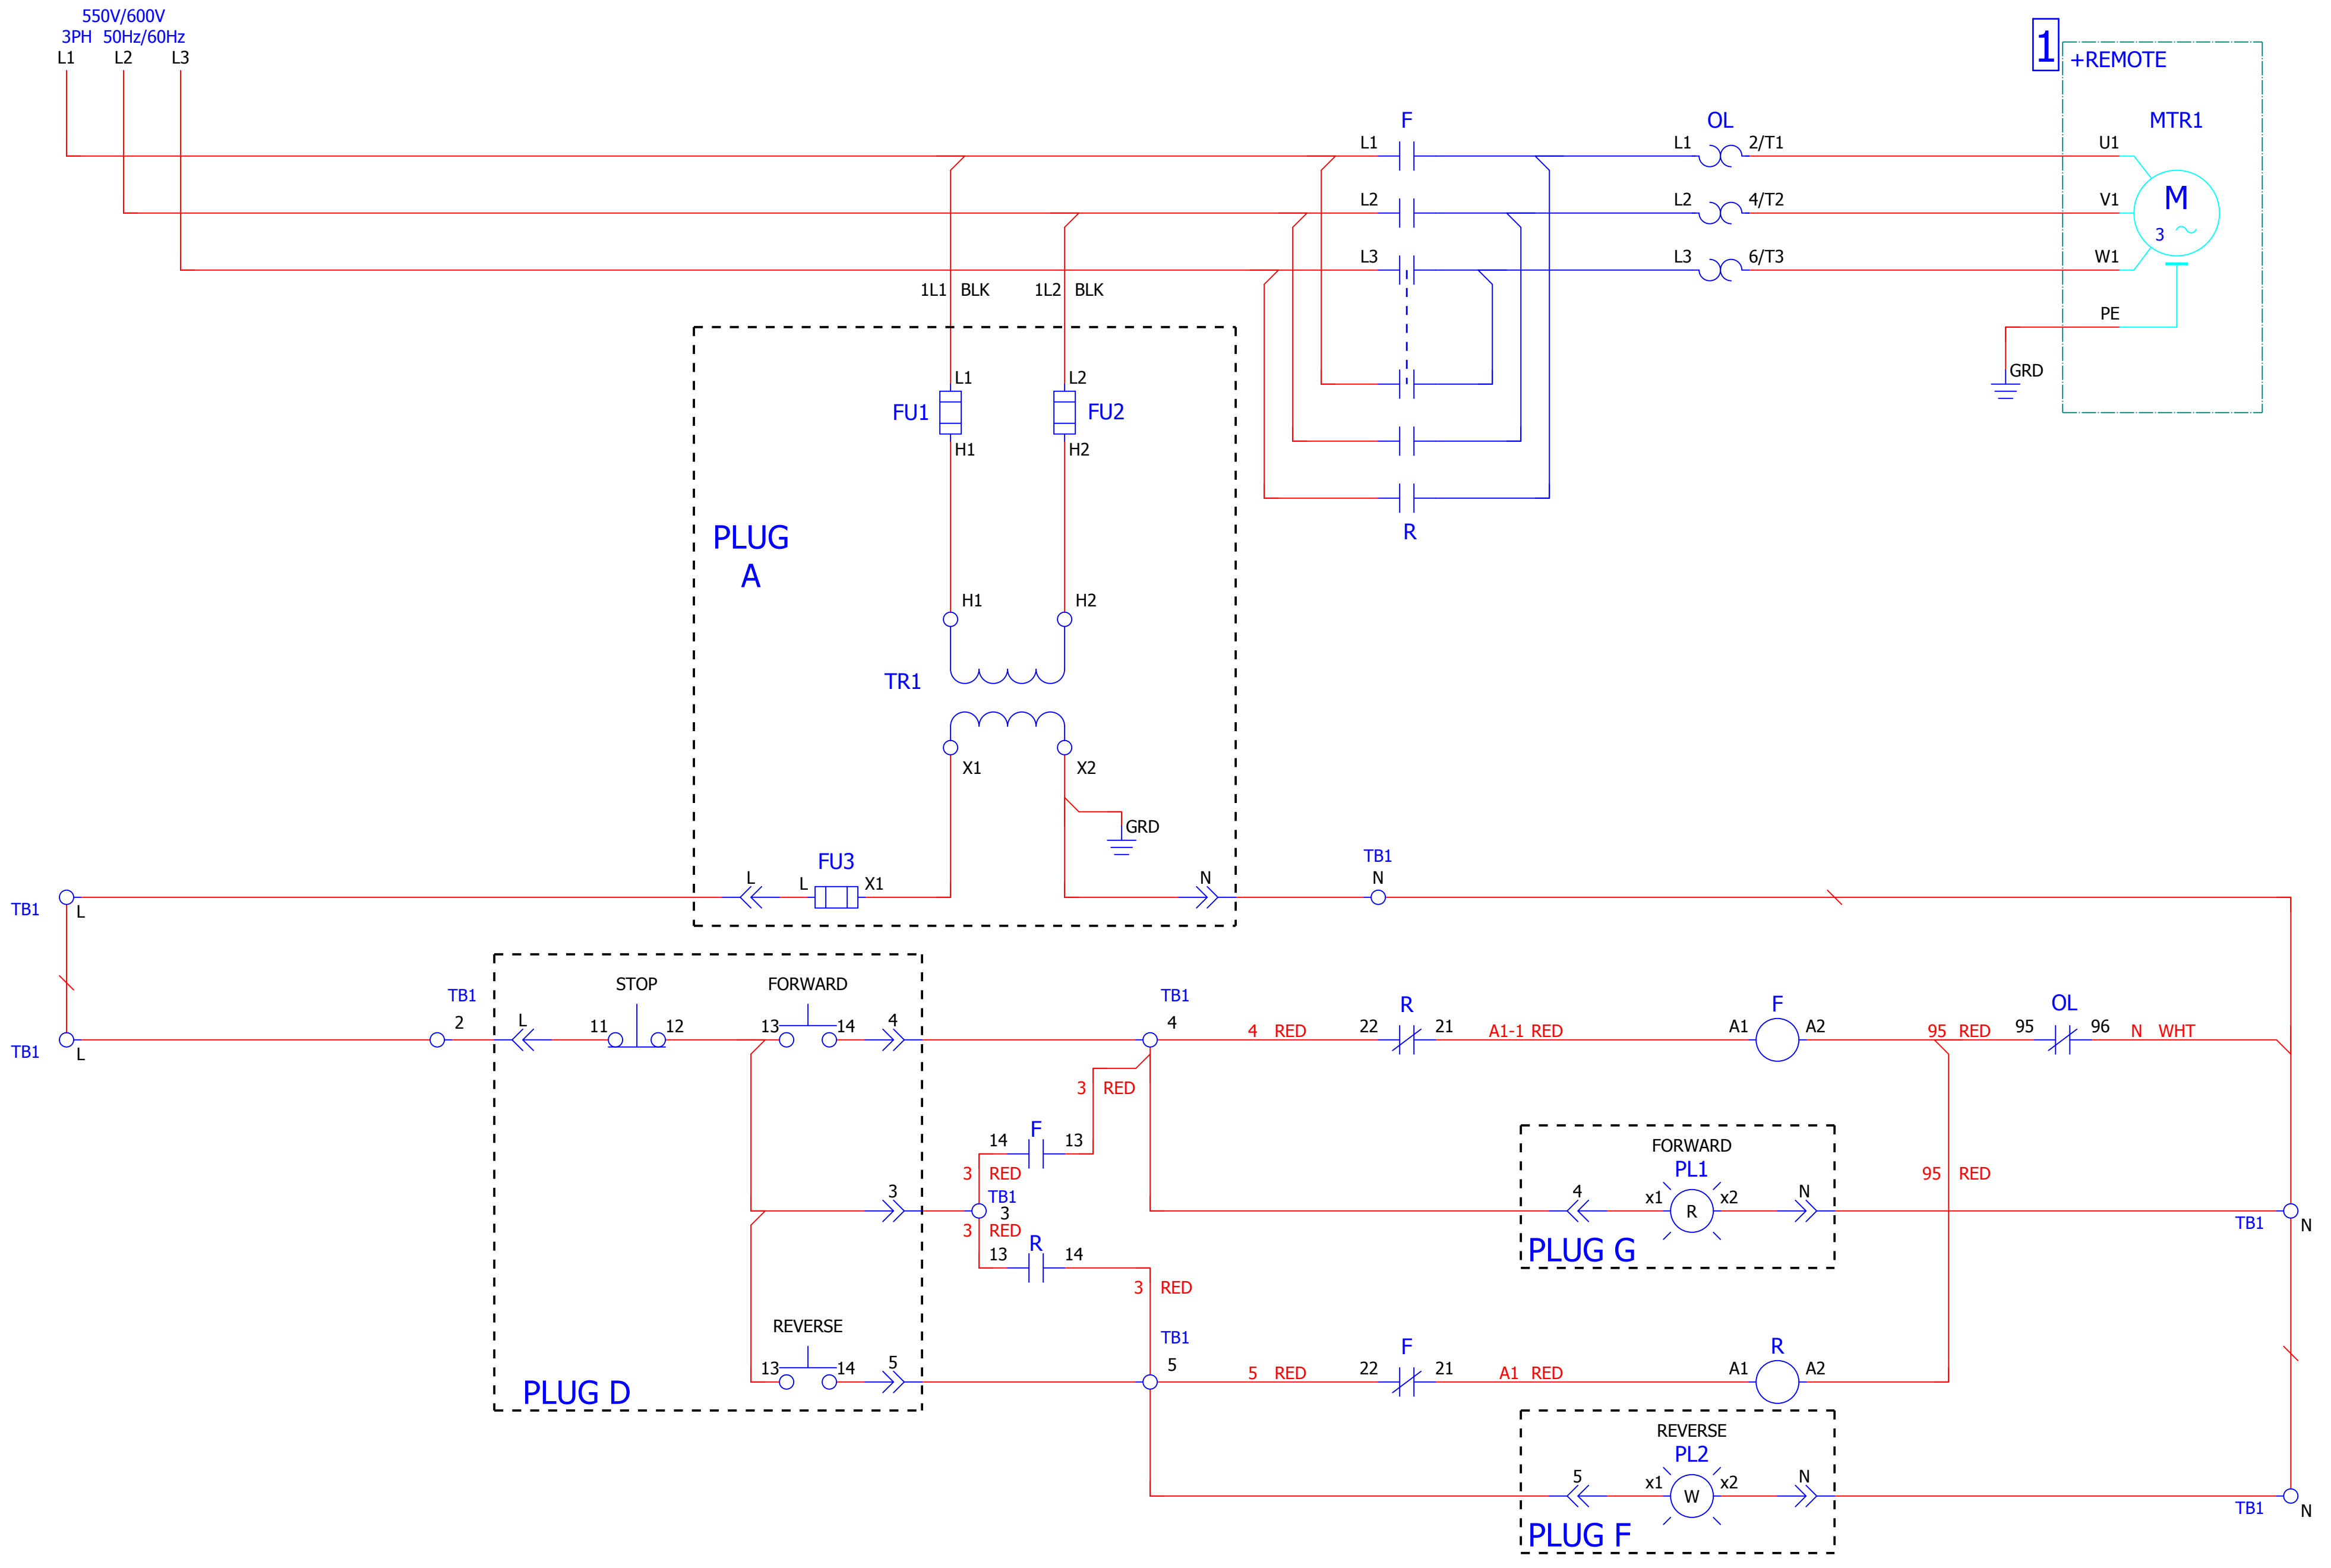 550V/600V
3PH 50Hz/60Hz
L1 L2 L3
1 +REMOTE
F OL MTR1
L1 L1 2/T1 U1
L2 L2 4/T2 V1
M
3
L3 L3 6/T3 W1
1L1 BLK 1L2 BLK
PE
GRD
L1 L2
FU1 FU2
H1 H2
R
PLUG
A
H1 H2
TR1
X1 X2
GRD
FU3
TB1
L L X1 N N
TB1 L
STOP FORWARD
TB1 TB1 R F OL
2 L 11 12 13 14 4 4 4 RED 22 21 A1-1 RED A1 A2 95 RED 95 96 N WHT
TB1 L
3 RED
F
14 13
FORWARD
PL1
3 RED
95 RED
3 TB1
3
4 x1 R x2 N
TB1 N
3 RED
R
13 14
PLUG G
3 RED
REVERSE
TB1 F R
13 14 5 5 5 RED 22 21 A1 RED A1 A2
PLUG D
REVERSE
PL2
5 x1 W x2 N
TB1 N
PLUG F